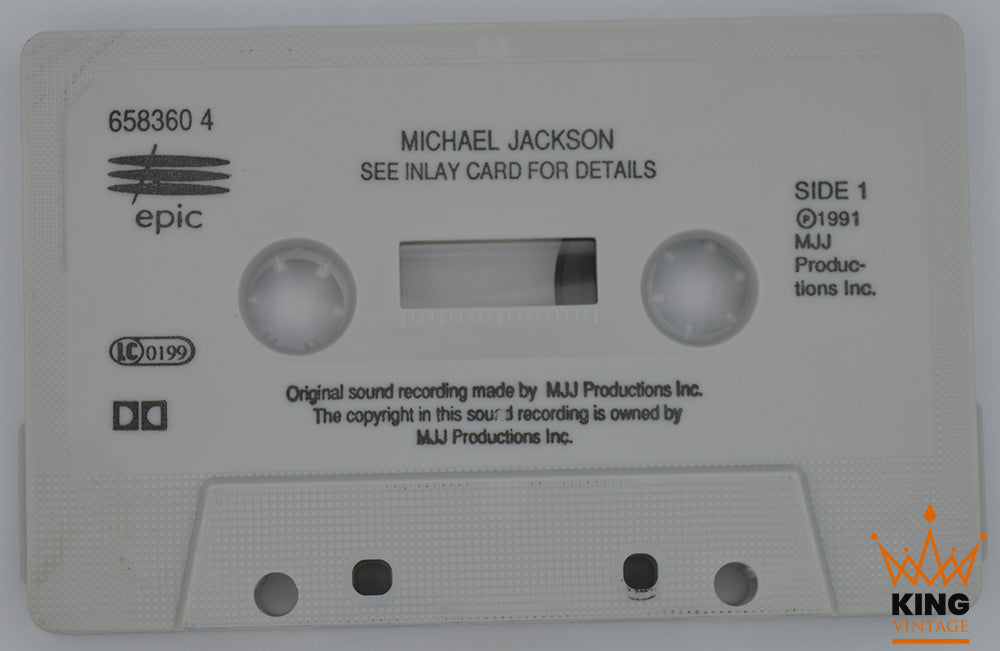 658360 4
epic
MICHAEL JACKSON
SEE INLAY CARD FOR DETAILS
SIDE 1
℗1991
MJJ
Produc-
tions Inc.
LC 0199
Original sound recording made by MJJ Productions Inc.
The copyright in this sound recording is owned by
MJJ Productions Inc.
KING
VINTAGE